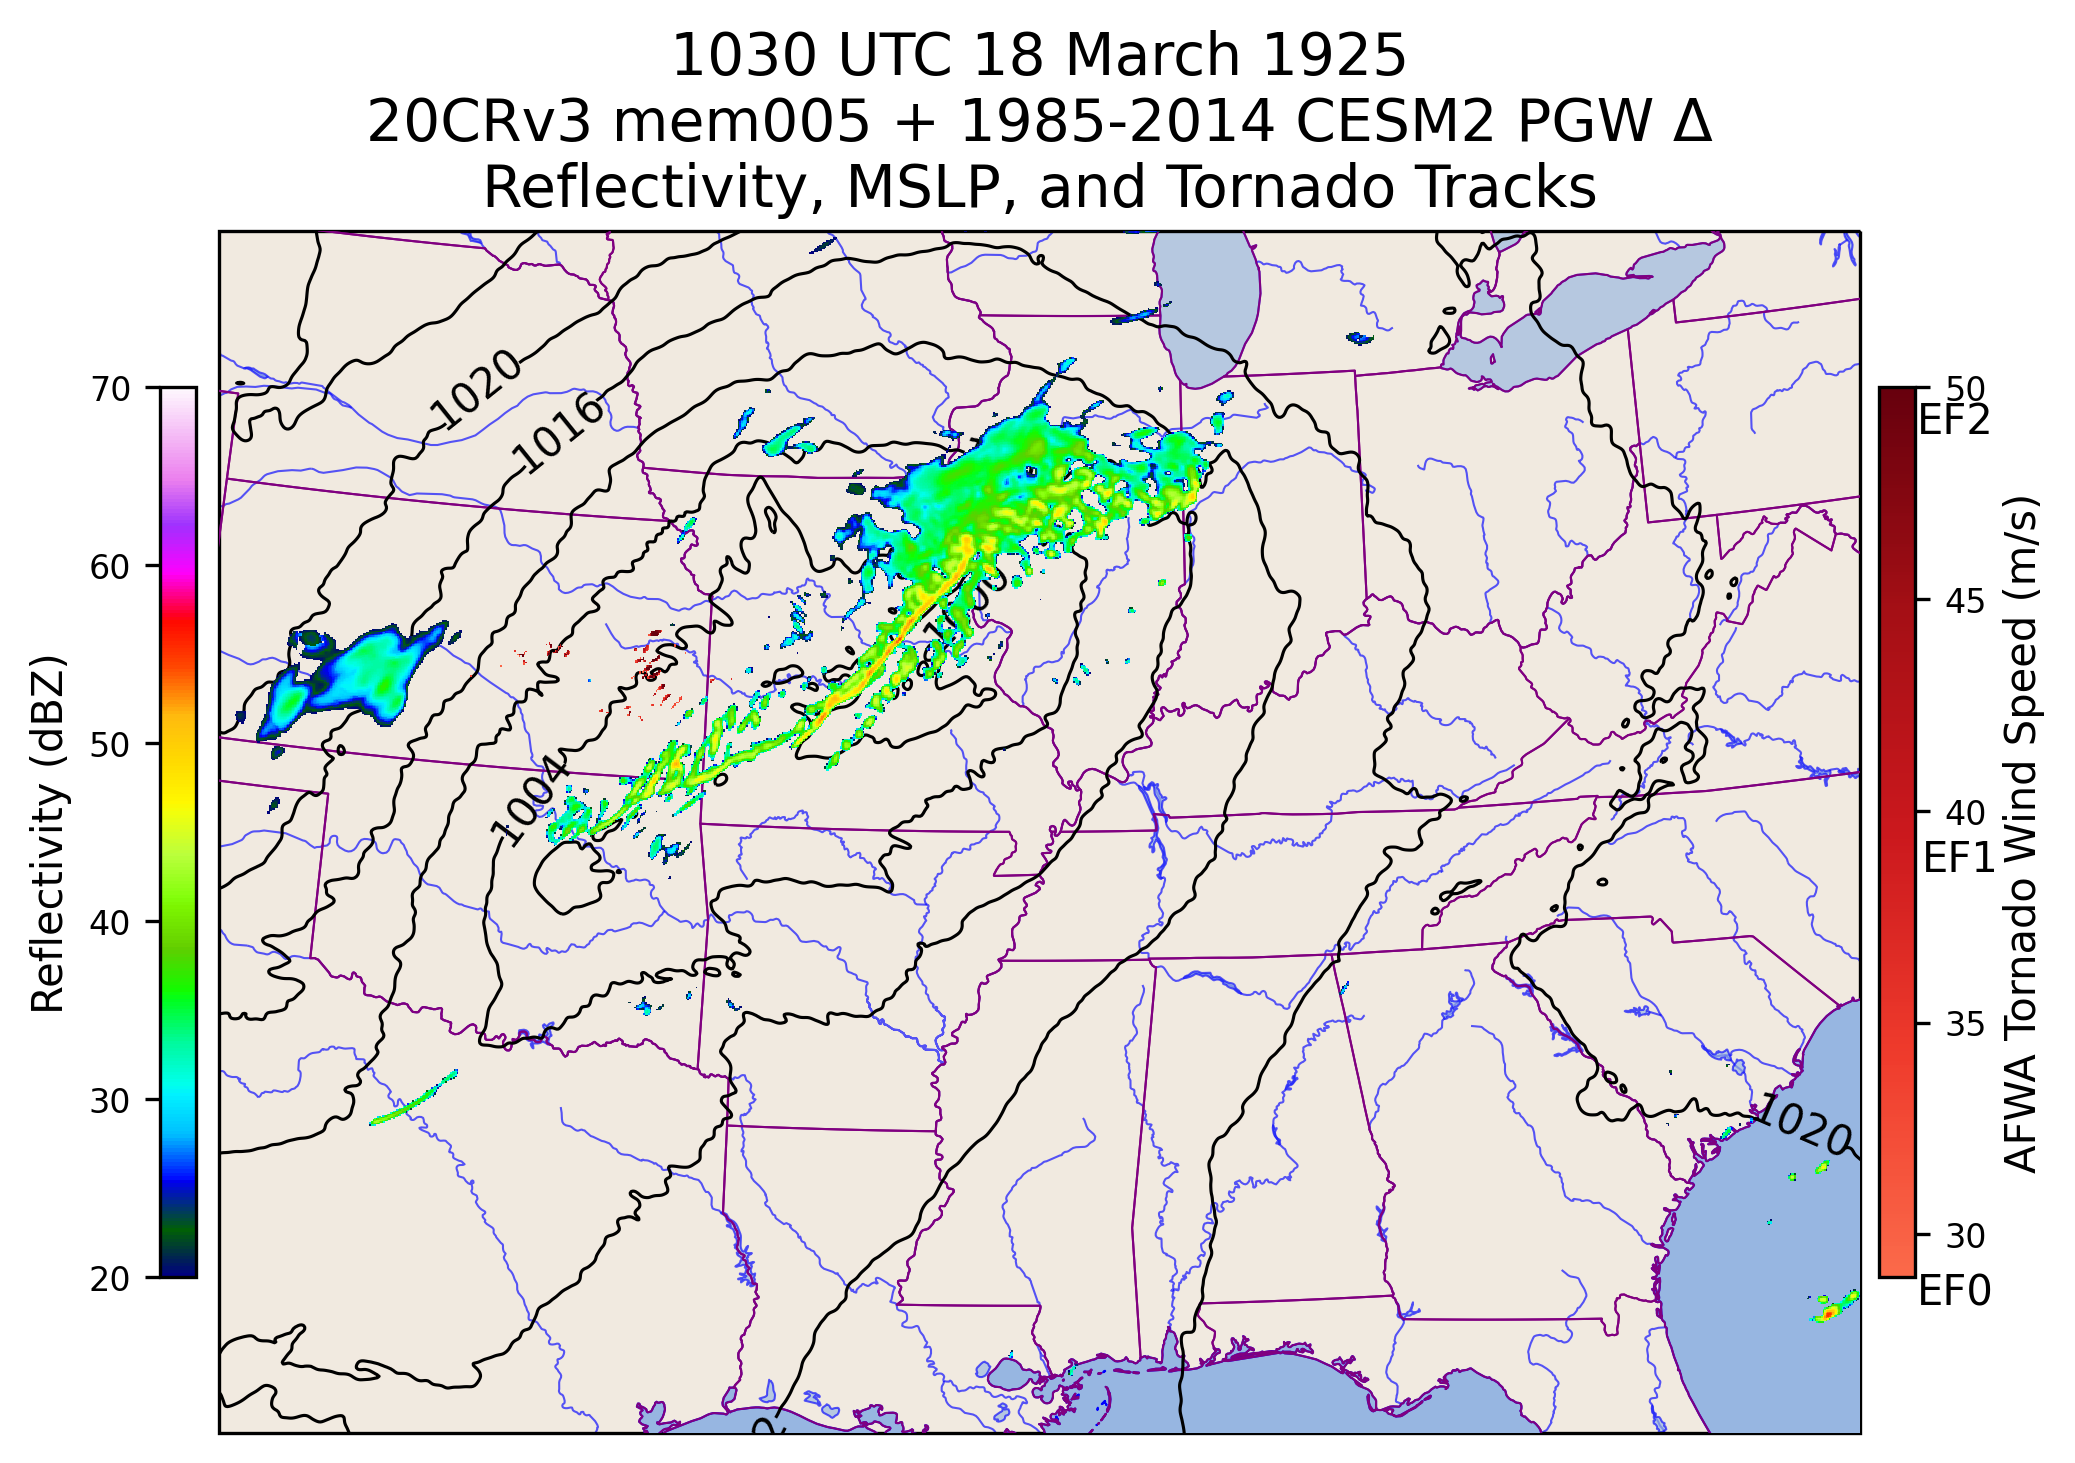 1030 UTC 18 March 1925
20CRv3 mem005 + 1985-2014 CESM2 PGW Δ
Reflectivity, MSLP, and Tornado Tracks
70
60
50
40
30
20
Reflectivity (dBZ)
1020
1016
1004
1020
50
EF2
45
40
EF1
35
30
EF0
AFWA Tornado Wind Speed (m/s)